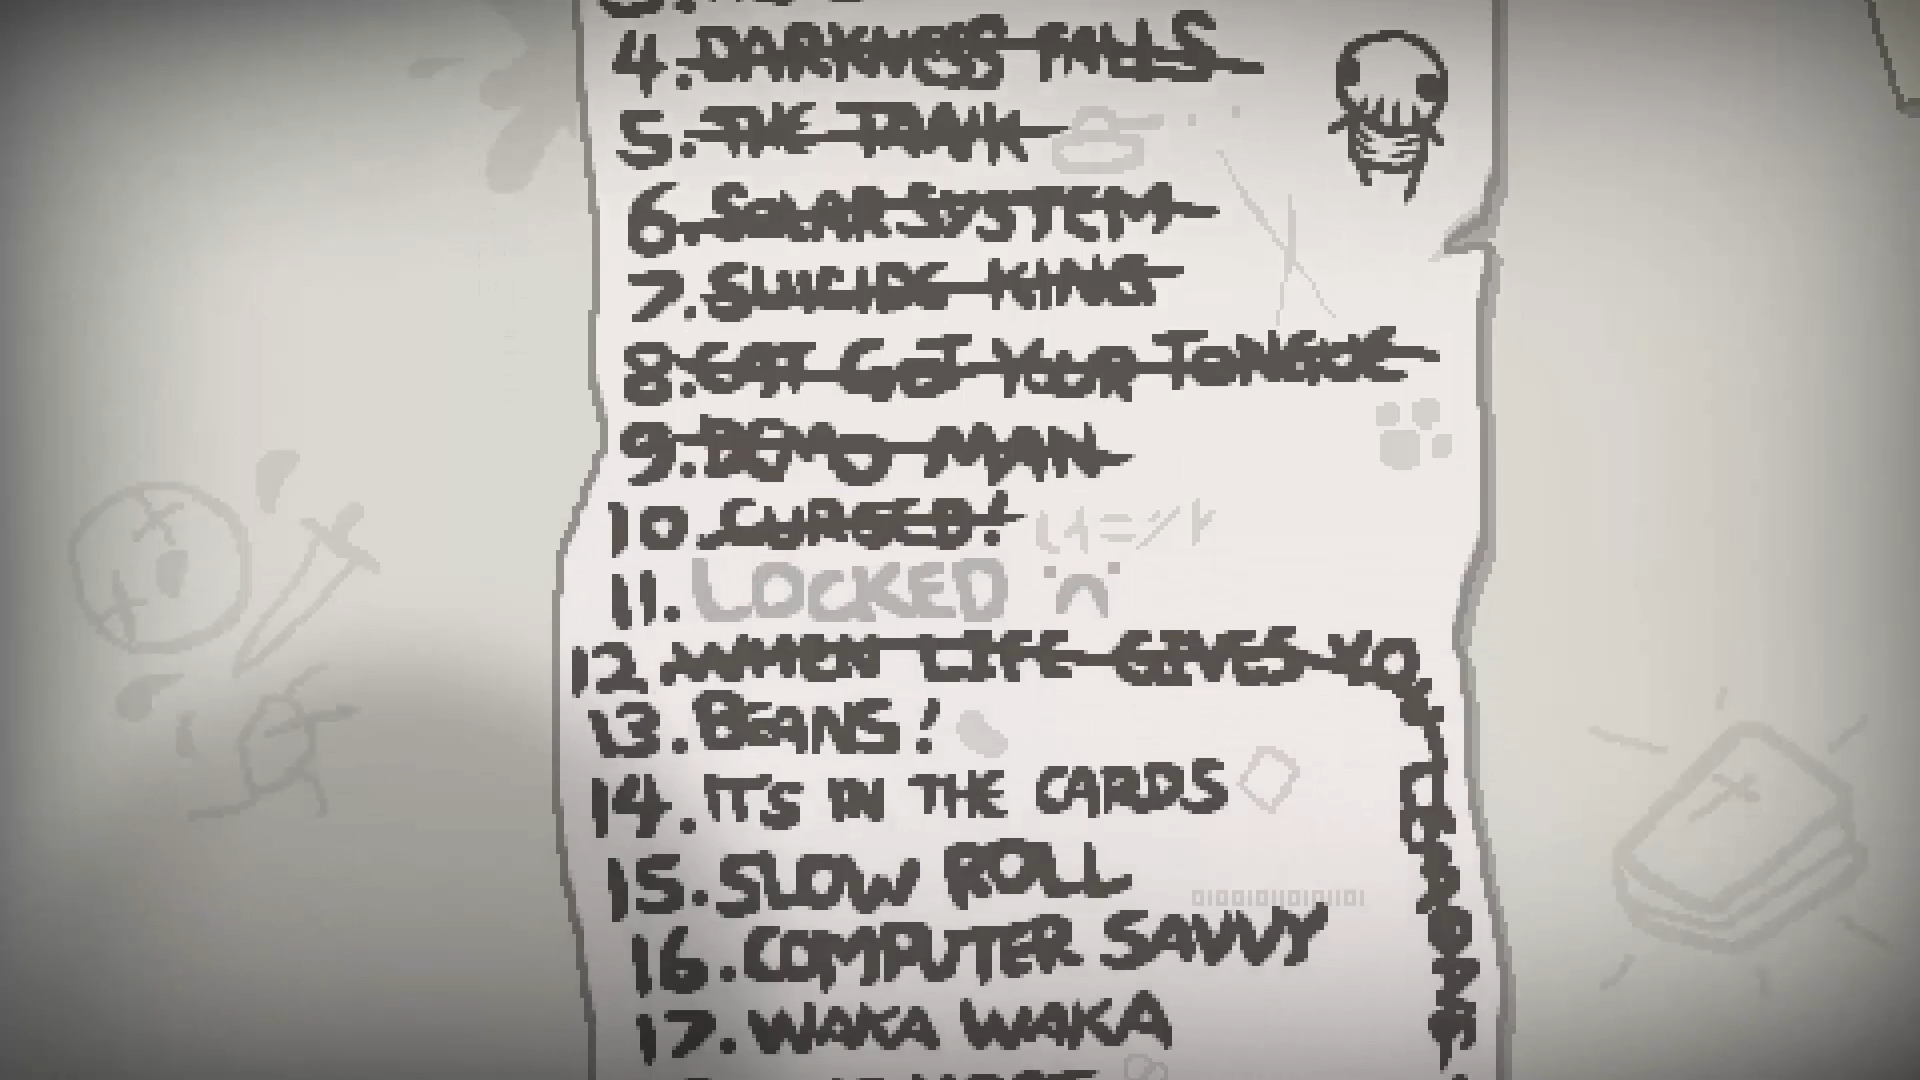 4. DARKNESS FALLS
5. THE TANK
6. SOLAR SYSTEM
7. SUICIDE KING
8. CAT GOT YOUR TONGUE
9. DEMO MAN
10. CURSED!
11. LOCKED
12 WHEN LIFE GIVES YOU LEMONS
13. BEANS!
14. IT'S IN THE CARDS
15. SLOW ROLL
16. COMPUTER SAVVY
17. WAKA WAKA